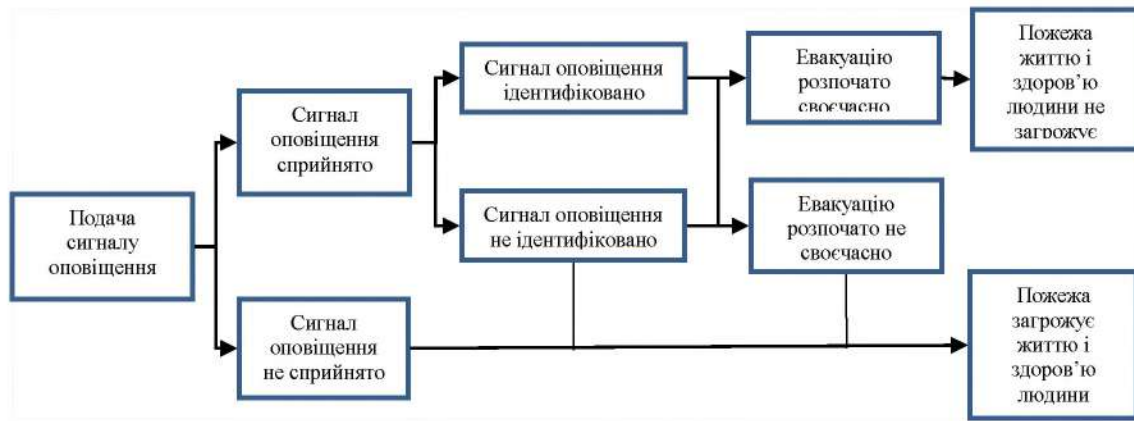 Подача
сигналу
оповіщення
Сигнал
оповіщення
сприйнято
Сигнал
оповіщення
не сприйнято
Сигнал оповіщення
ідентифіковано
Сигнал оповіщення
не ідентифіковано
Евакуацію
розпочато
своєчасно
Евакуацію
розпочато не
своєчасно
Пожежа
життю і
здоров’ю
людини не
загрожує
Пожежа
загрожує
життю і
здоров’ю
людини